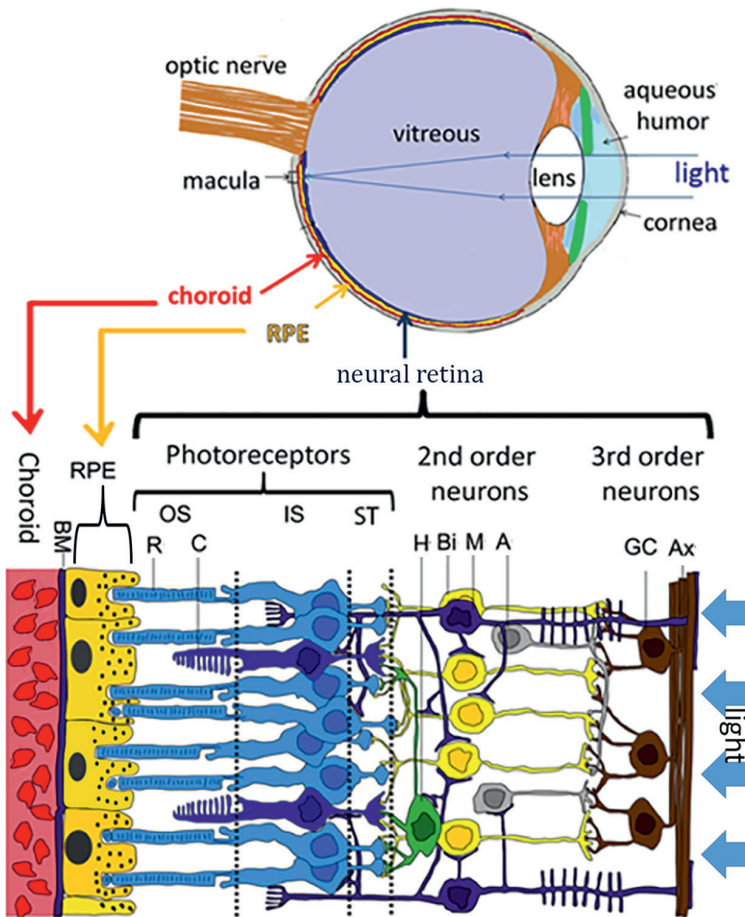 optic nerve
aqueous
humor
vitreous
macula
lens
light
cornea
choroid
RPE
neural retina
Choroid
BM
RPE
Photoreceptors
2nd order
neurons
3rd order
neurons
OS
IS
ST
R
C
H
Bi
M
A
GC
Ax
light